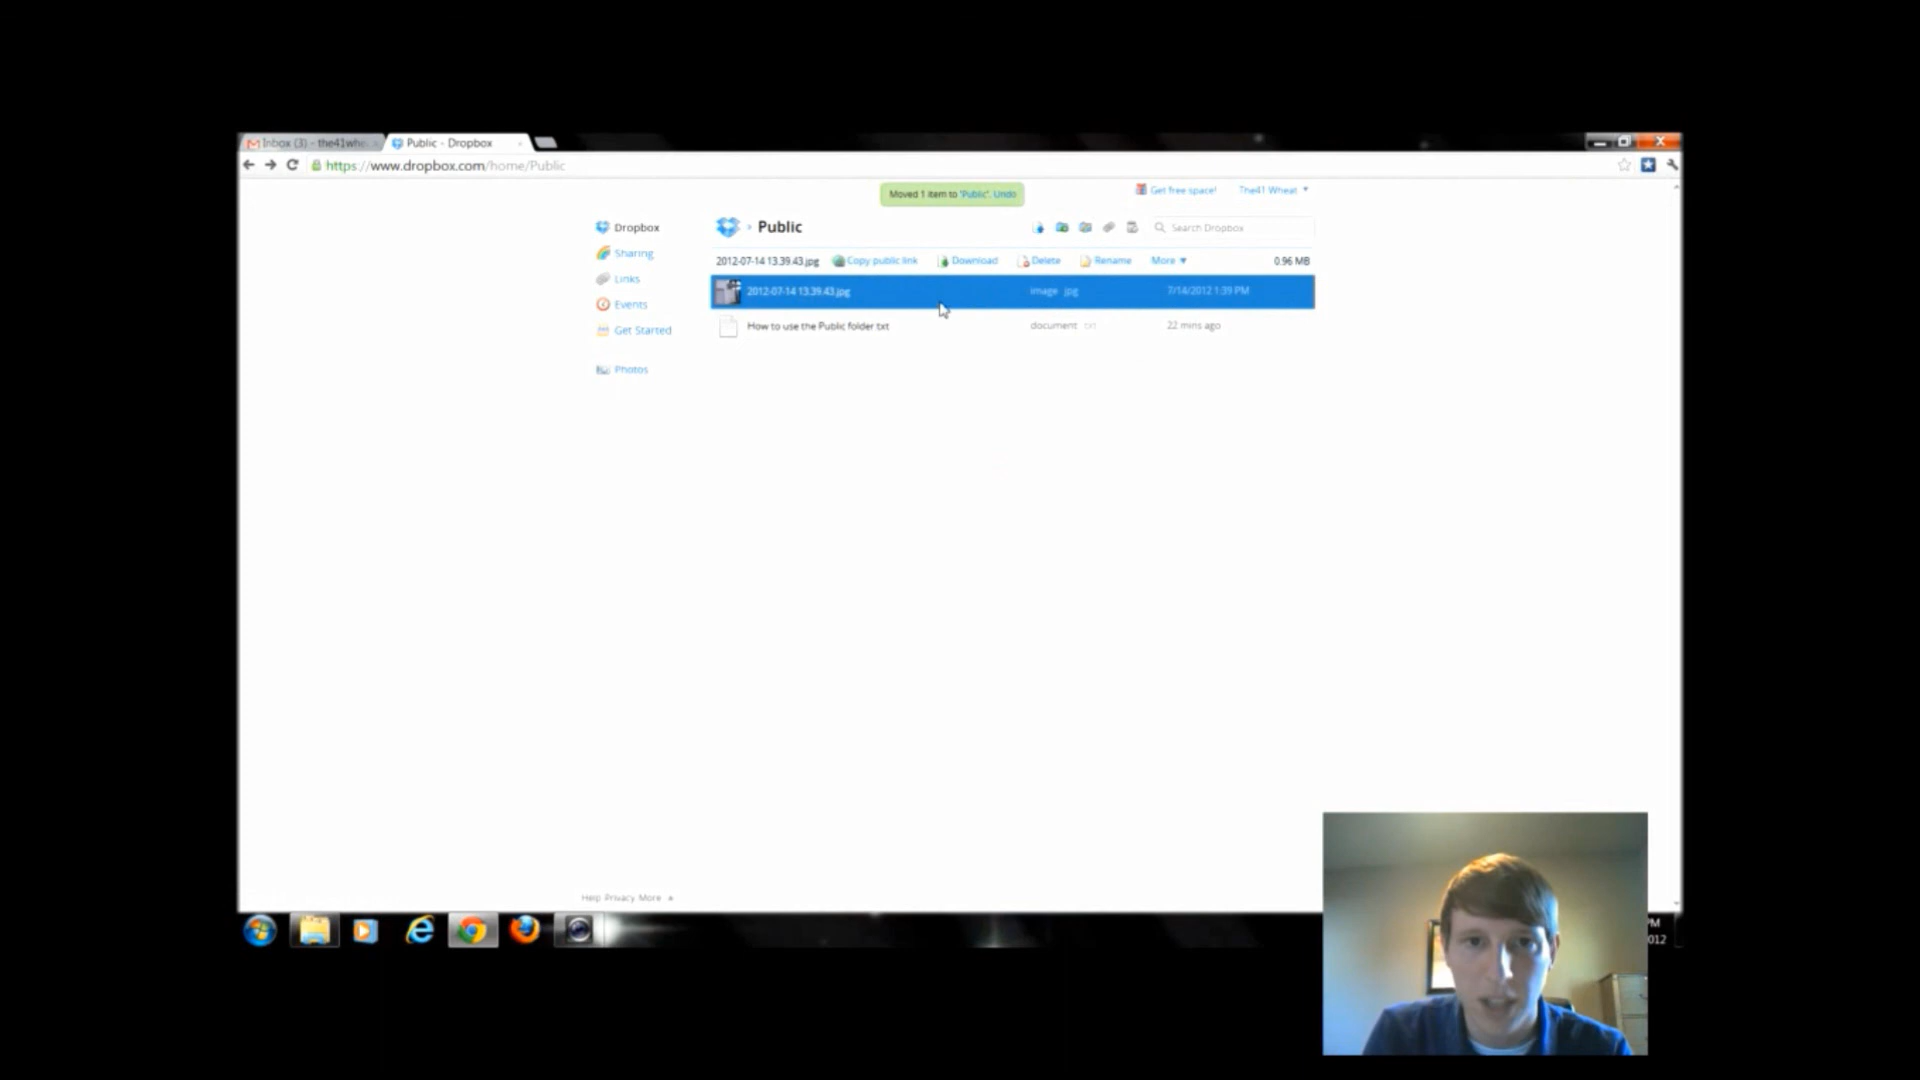 Inbox (3) - the41whe
Public - Dropbox
https://www.dropbox.com/home/Public
Moved 1 item to "Public". Undo
Get free space!
The41 Wheat
Dropbox
Public
Search Dropbox
Sharing
2012-07-14 13.39.43.jpg
Copy public link
Download
Delete
Rename
More
0.96 MB
Links
2012-07-14 13.39.43.jpg
image jpg
7/14/2012 1:39 PM
Events
How to use the Public folder txt
document txt
22 mins ago
Get Started
Photos
Help Privacy More
PM
012